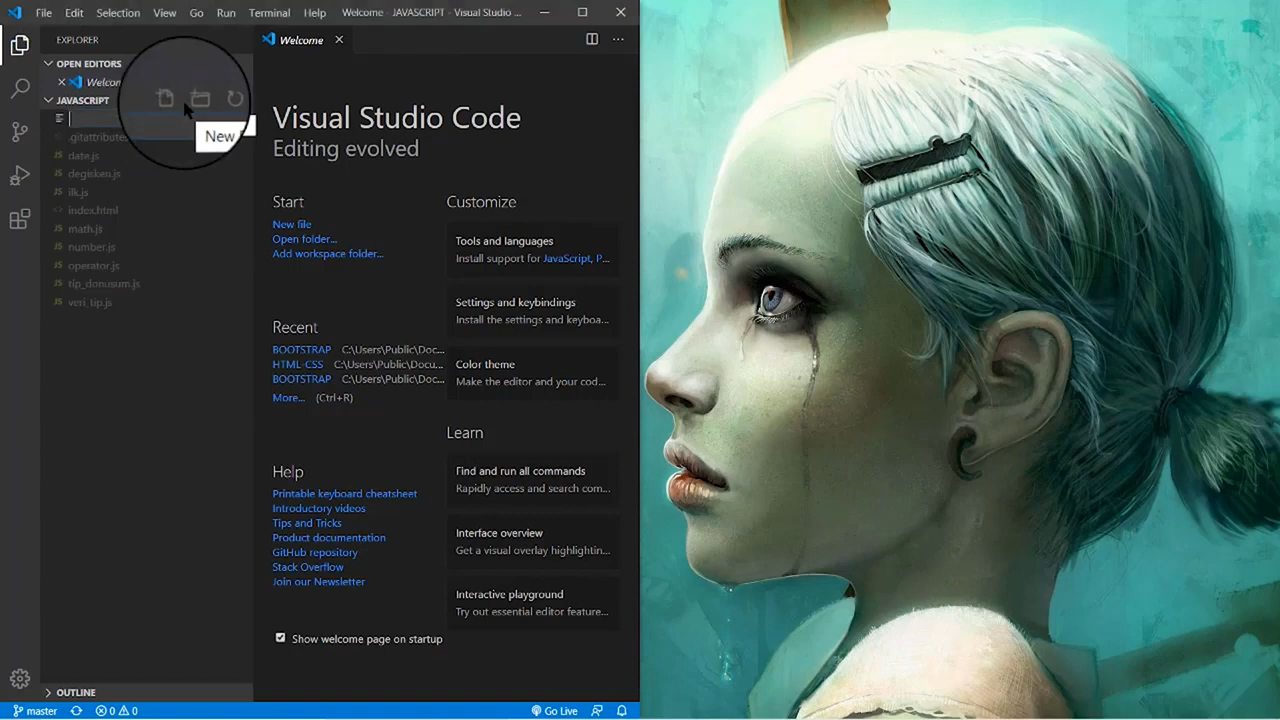 File Edit Selection View Go Run Terminal Help Welcome - JAVASCRIPT - Visual Studio ...
EXPLORER
Welcome
OPEN EDITORS
Welcom
JAVASCRIPT
New
.gitattributes
date.js
degisken.js
ilk.js
index.html
math.js
number.js
operator.js
tip_donusum.js
veri_tip.js
OUTLINE
Visual Studio Code
Editing evolved
Start
New file
Open folder...
Add workspace folder...
Recent
BOOTSTRAP C:\Users\Public\Doc...
HTML-CSS C:\Users\Public\Docu...
BOOTSTRAP C:\Users\Public\Doc...
More... (Ctrl+R)
Help
Printable keyboard cheatsheet
Introductory videos
Tips and Tricks
Product documentation
GitHub repository
Stack Overflow
Join our Newsletter
Show welcome page on startup
Customize
Tools and languages
Install support for JavaScript, P...
Settings and keybindings
Install the settings and keyboa...
Color theme
Make the editor and your cod...
Learn
Find and run all commands
Rapidly access and search com...
Interface overview
Get a visual overlay highlightin...
Interactive playground
Try out essential editor feature...
master 0 0 Go Live